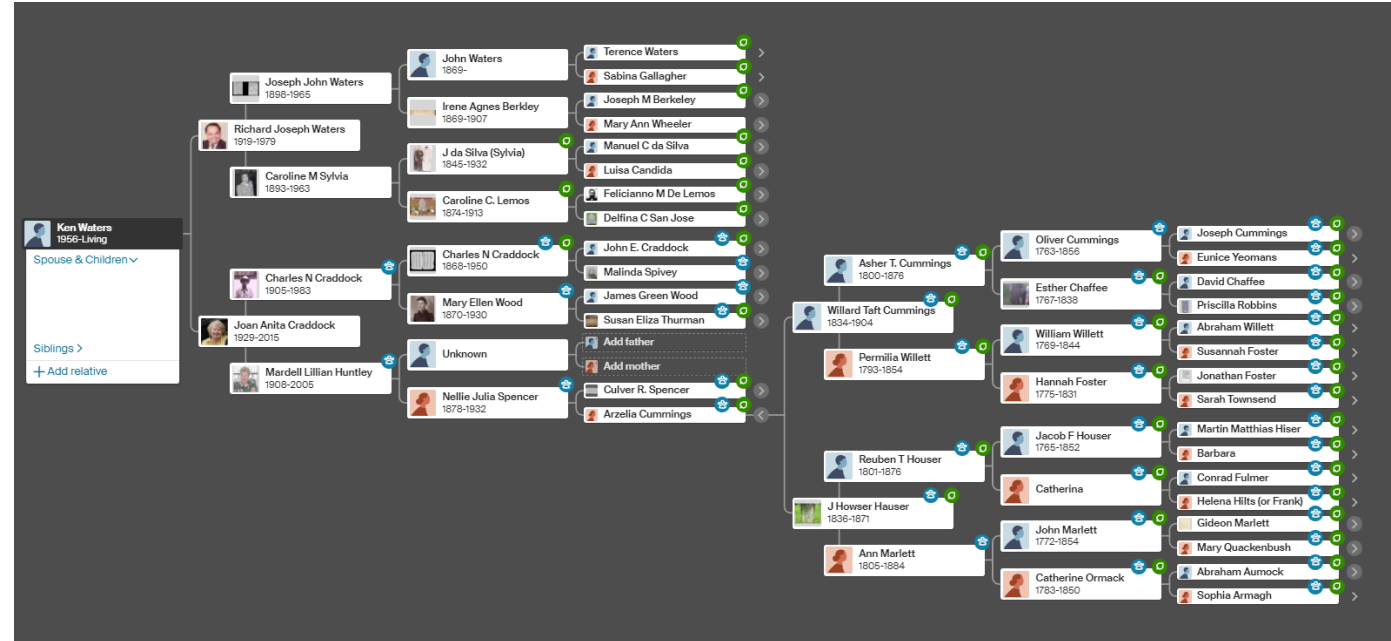 Ken Waters
1956-Living
Spouse & Children
Siblings
Add relative
Richard Joseph Waters
1919-1979
Joan Anita Craddock
1929-2015
Joseph John Waters
1898-1965
Caroline M Sylvia
1893-1963
Charles N Craddock
1905-1983
Mardell Lillian Huntley
1908-2005
John Waters
1869-
Irene Agnes Berkley
1869-1907
J da Silva (Sylvia)
1845-1932
Caroline C. Lemos
1874-1913
Charles N Craddock
1868-1950
Mary Ellen Wood
1870-1930
Unknown
Nellie Julia Spencer
1878-1932
Terence Waters
Sabina Gallagher
Joseph M Berkeley
Mary Ann Wheeler
Manuel C da Silva
Luisa Candida
Felicianno M De Lemos
Delfina C San Jose
John E. Craddock
Malinda Spivey
James Green Wood
Susan Eliza Thurman
Add father
Add mother
Culver R. Spencer
Arzelia Cummings
Willard Taft Cummings
1834-1904
J Howser Hauser
1836-1871
Asher T. Cummings
1800-1876
Permilia Willett
1793-1854
Reuben T Houser
1801-1876
Ann Marlett
1805-1884
Oliver Cummings
1763-1856
Esther Chaffee
1767-1838
William Willett
1769-1844
Hannah Foster
1775-1831
Jacob F Houser
1765-1852
Catherina
John Marlett
1772-1854
Catherine Ormack
1783-1850
Joseph Cummings
Eunice Yeomans
David Chaffee
Priscilla Robbins
Abraham Willett
Susannah Foster
Jonathan Foster
Sarah Townsend
Martin Matthias Hiser
Barbara
Conrad Fulmer
Helena Hilts (or Frank)
Gideon Marlett
Mary Quackenbush
Abraham Aumock
Sophia Armagh